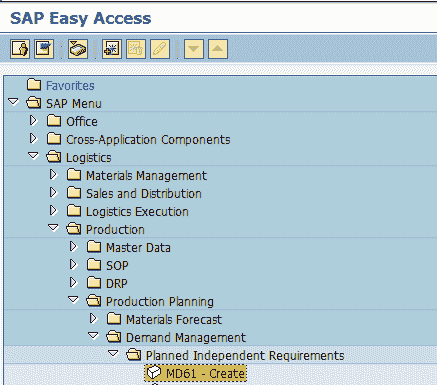 SAP Easy Access
Favorites
SAP Menu
Office
Cross-Application Components
Logistics
Materials Management
Sales and Distribution
Logistics Execution
Production
Master Data
SOP
DRP
Production Planning
Materials Forecast
Demand Management
Planned Independent Requirements
MD61 - Create